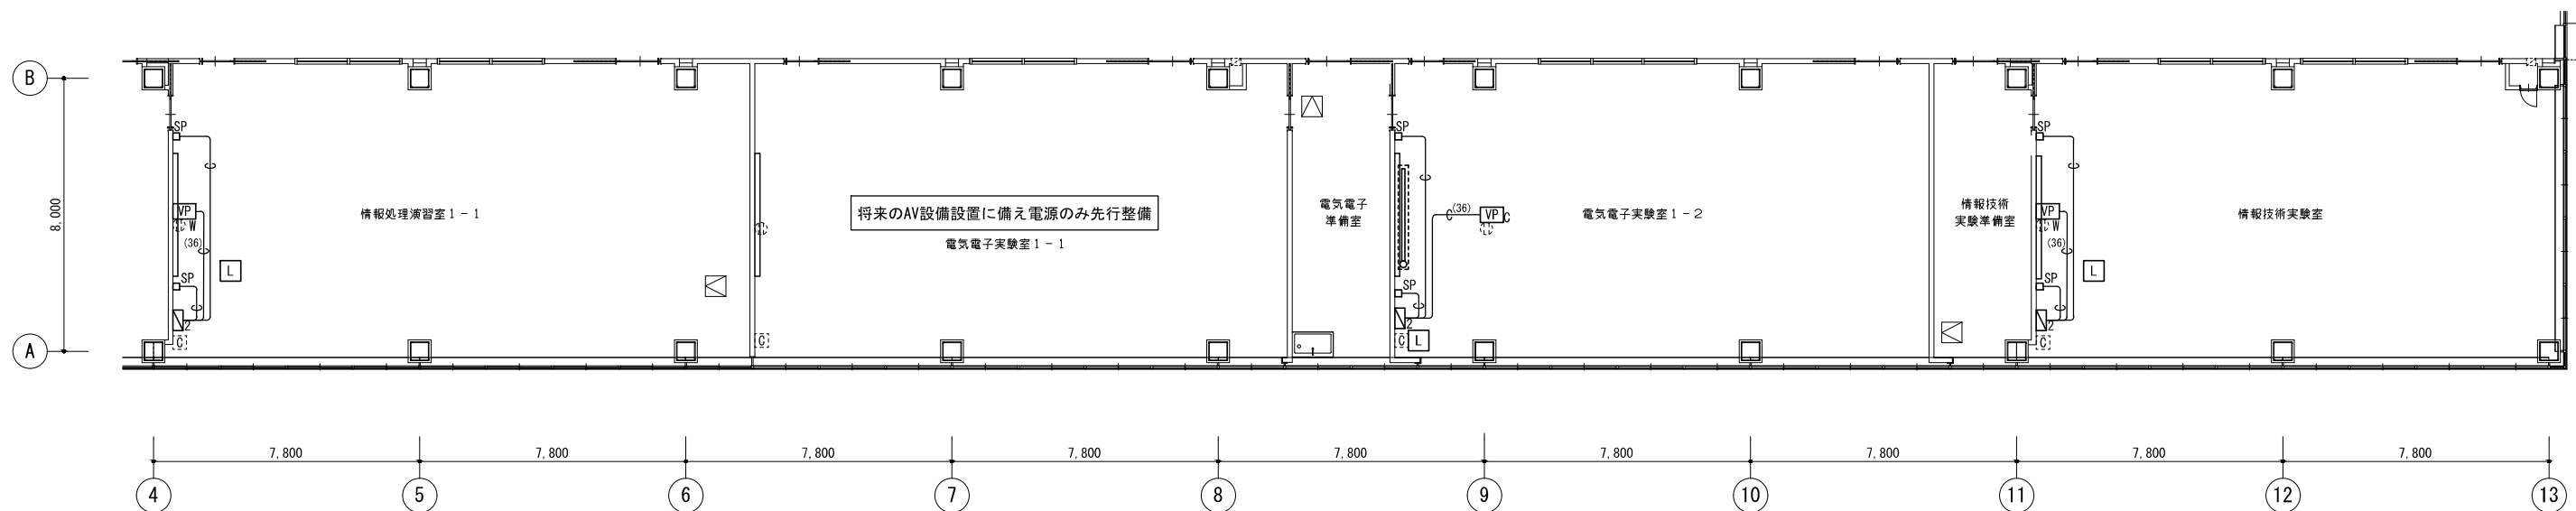 B
A
8,000
SP
C
VP
W
(36)
C
SP
C
2
C
L
情報処理演習室1-1
将来のAV設備設置に備え電源のみ先行整備
電気電子実験室1-1
C
電気電子
準備室
SP
C
(36)
C
VP
C
SP
C
2
C
L
電気電子実験室1-2
情報技術
実験準備室
SP
C
VP
W
(36)
C
SP
C
2
C
L
情報技術実験室
7,800
7,800
7,800
7,800
7,800
7,800
7,800
7,800
7,800
4
5
6
7
8
9
10
11
12
13